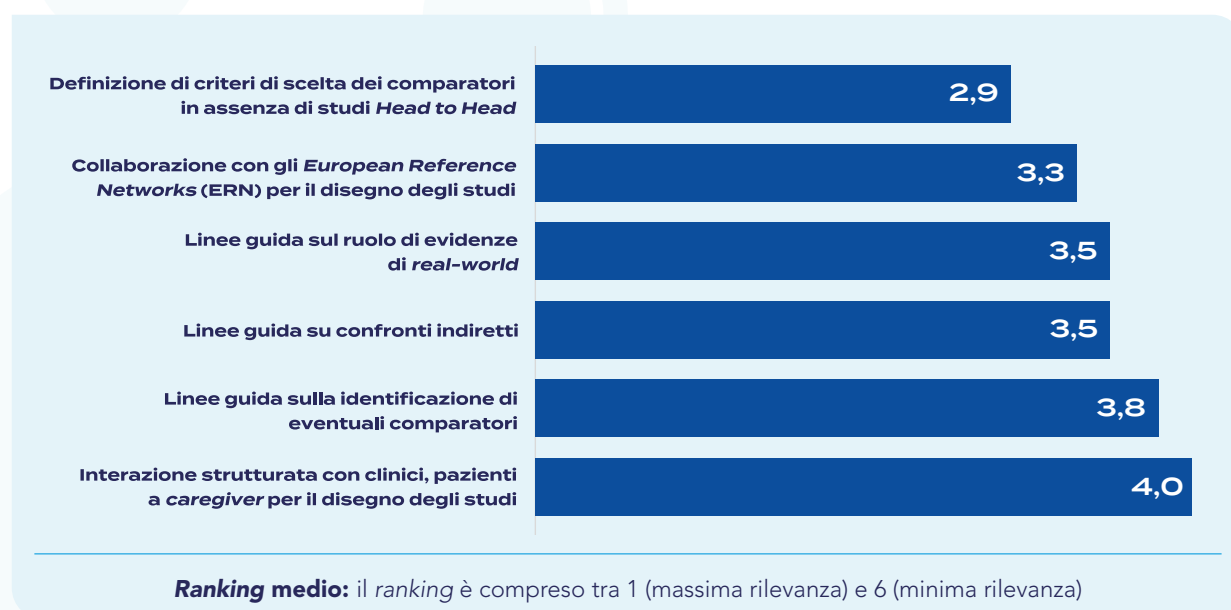 Definizione di criteri di scelta dei comparatori
in assenza di studi Head to Head
2,9
Collaborazione con gli European Reference
Networks (ERN) per il disegno degli studi
3,3
Linee guida sul ruolo di evidenze
di real-world
3,5
Linee guida su confronti indiretti
3,5
Linee guida sulla identificazione di
eventuali comparatori
3,8
Interazione strutturata con clinici, pazienti
a caregiver per il disegno degli studi
4,0
Ranking medio: il ranking è compreso tra 1 (massima rilevanza) e 6 (minima rilevanza)